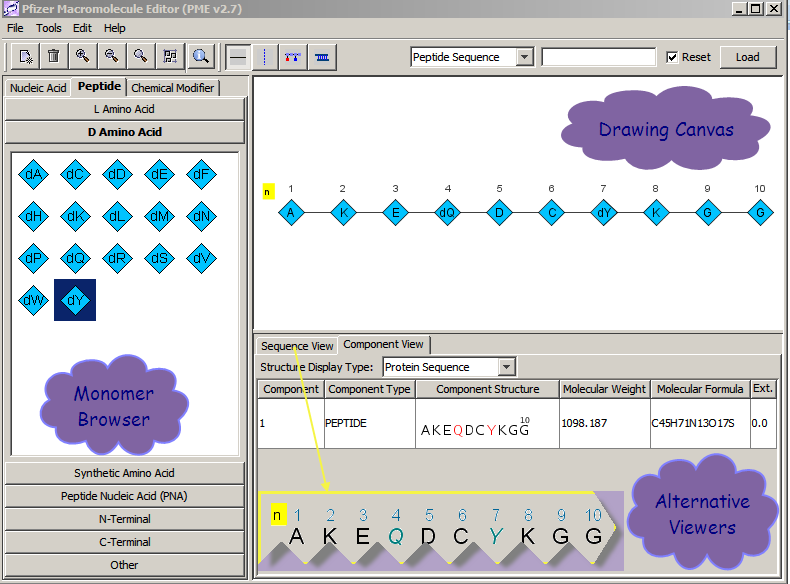 Pfizer Macromolecule Editor (PME v2.7)
File Tools Edit Help
Peptide Sequence Reset Load
Nucleic Acid Peptide Chemical Modifier
L Amino Acid
D Amino Acid
dA dC dD dE dF
dH dK dL dM dN
dP dQ dR dS dV
dW dY
Monomer
Browser
Synthetic Amino Acid
Peptide Nucleic Acid (PNA)
N-Terminal
C-Terminal
Other
Drawing Canvas
n 1 2 3 4 5 6 7 8 9 10
A K E dQ D C dY K G G
Sequence View Component View
Structure Display Type: Protein Sequence
Component Component Type Component Structure Molecular Weight Molecular Formula Ext.
10
1 PEPTIDE AKEQDCYKGG 1098.187 C45H71N13O17S 0.0
n 1 2 3 4 5 6 7 8 9 10
A K E Q D C Y K G G
Alternative
Viewers